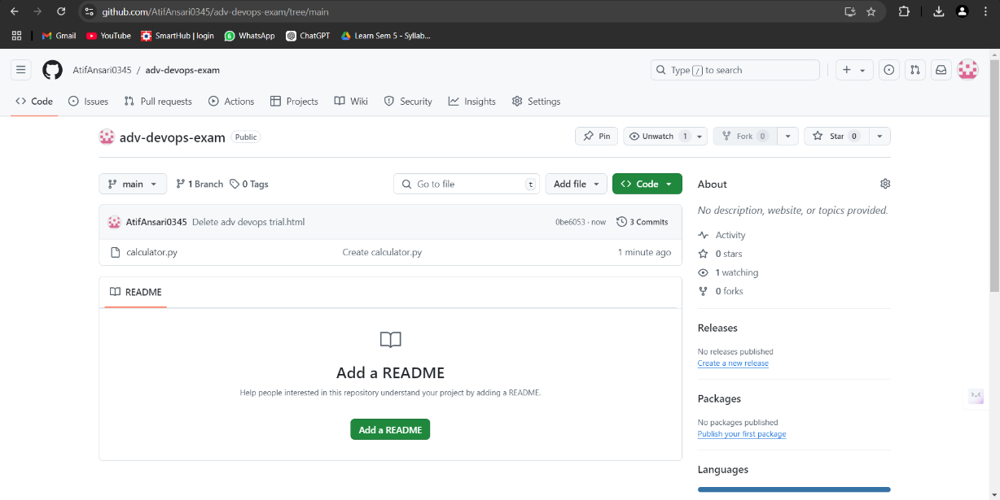 github.com/AtifAnsari0345/adv-devops-exam/tree/main
Gmail YouTube SmartHub | login WhatsApp ChatGPT Learn Sem 5 - Syllab...
AtifAnsari0345 / adv-devops-exam Type / to search
Code Issues Pull requests Actions Projects Wiki Security Insights Settings
adv-devops-exam Public Pin Unwatch 1 Fork 0 Star 0
main 1 Branch 0 Tags Go to file t Add file Code
About
AtifAnsari0345 Delete adv devops trial.html 0be6053 · now 3 Commits
No description, website, or topics provided.
Activity
calculator.py Create calculator.py 1 minute ago
0 stars
1 watching
0 forks
README
Releases
No releases published
Create a new release
Add a README
Help people interested in this repository understand your project by adding a README.
Add a README
Packages
No packages published
Publish your first package
Languages